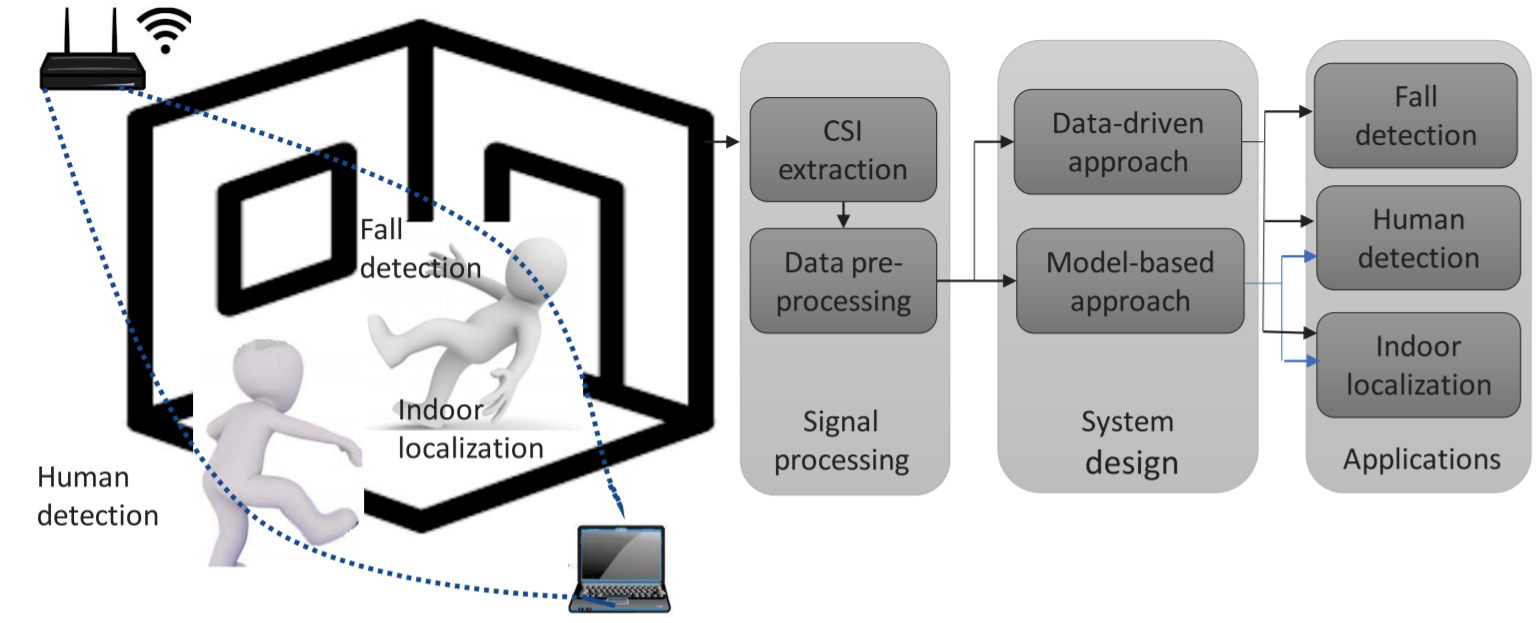 Fall
detection
Indoor
localization
Human
detection
CSI
extraction
Data pre-
processing
Signal
processing
Data-driven
approach
Model-based
approach
System
design
Fall
detection
Human
detection
Indoor
localization
Applications